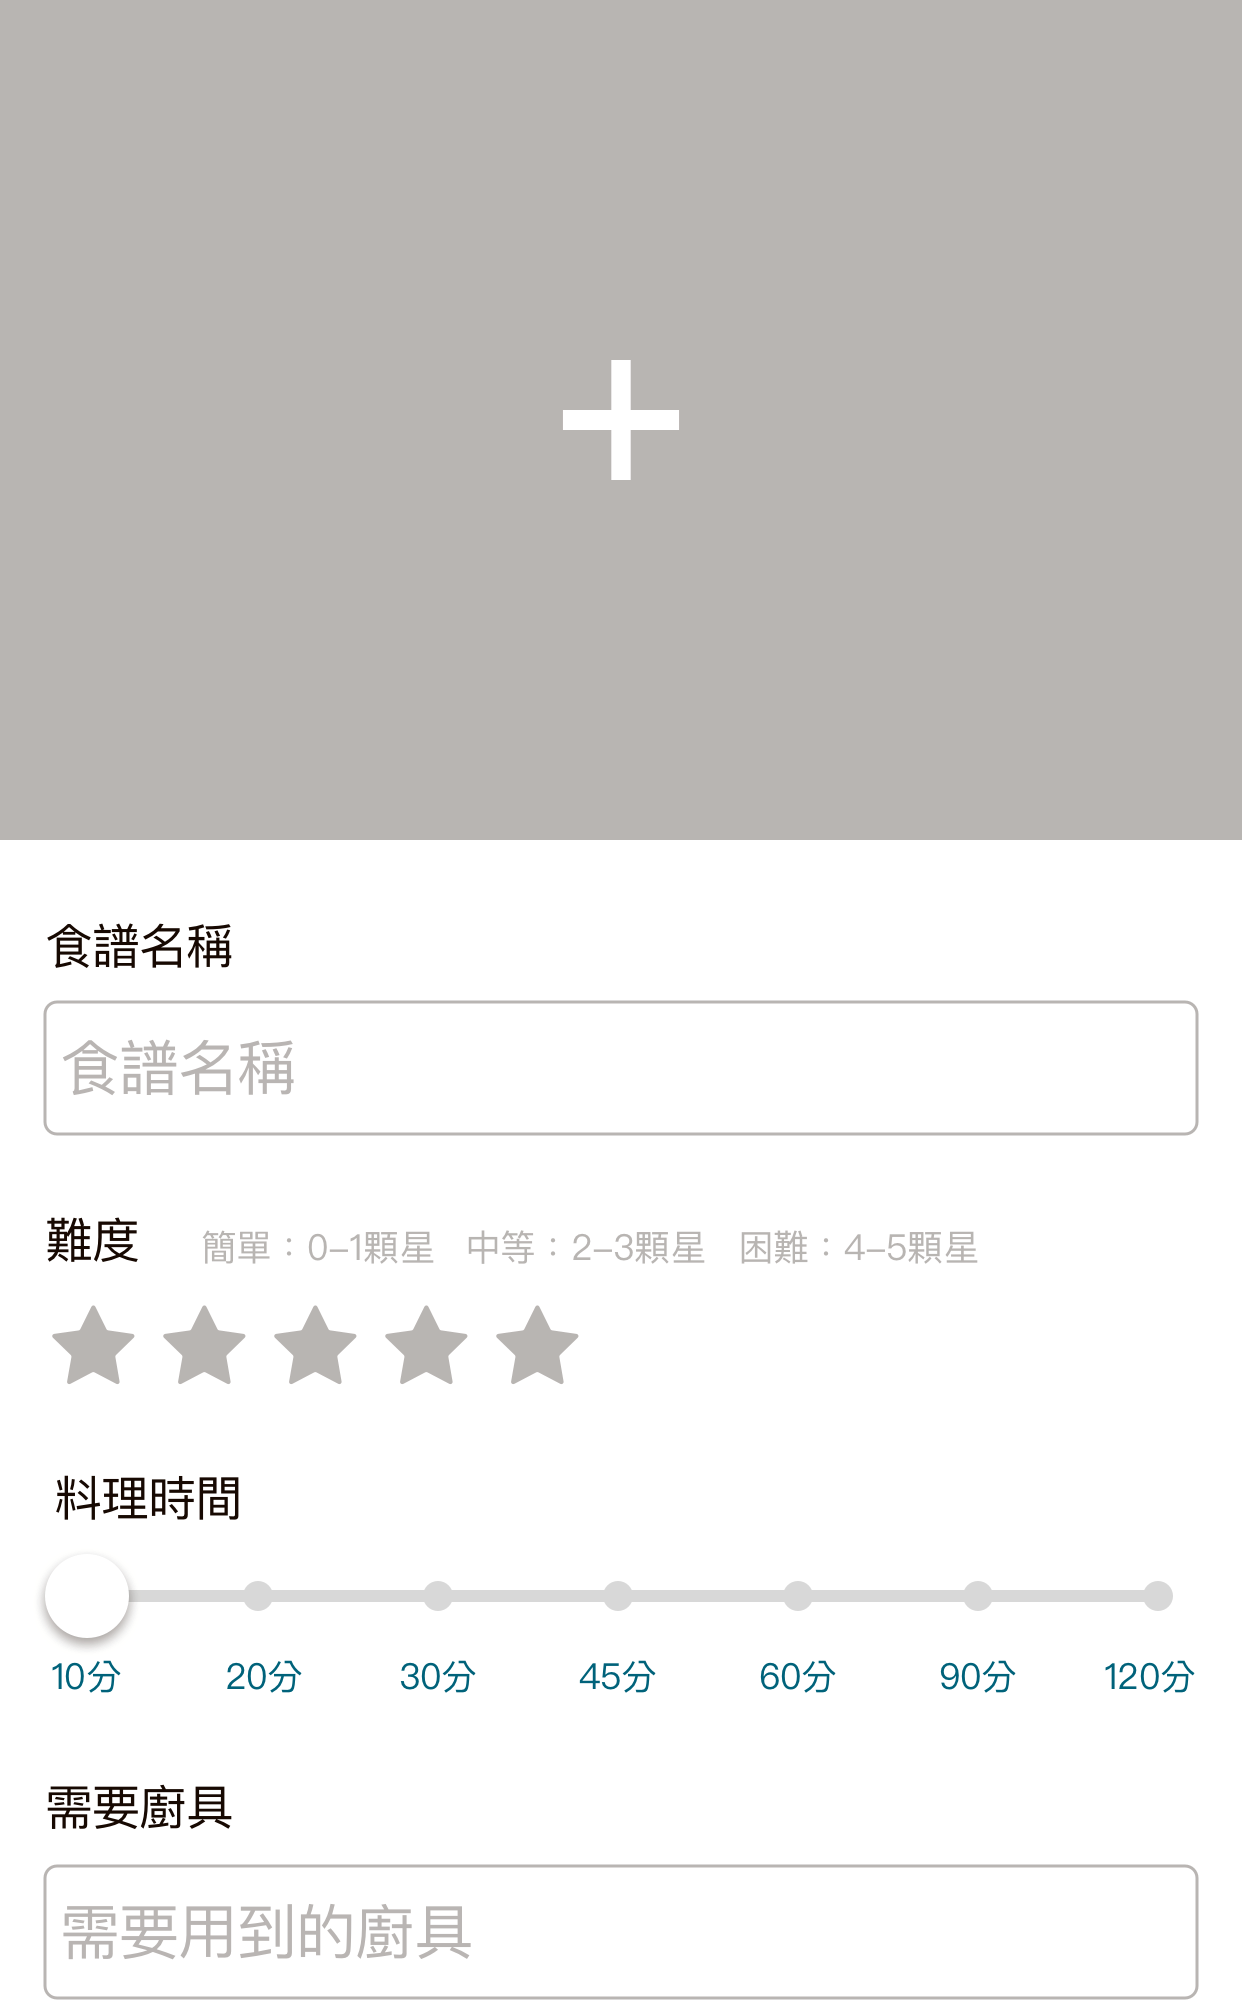 食譜名稱
食譜名稱
難度 簡單：0–1顆星 中等：2–3顆星 困難：4–5顆星
料理時間
10分 20分 30分 45分 60分 90分 120分
需要廚具
需要用到的廚具